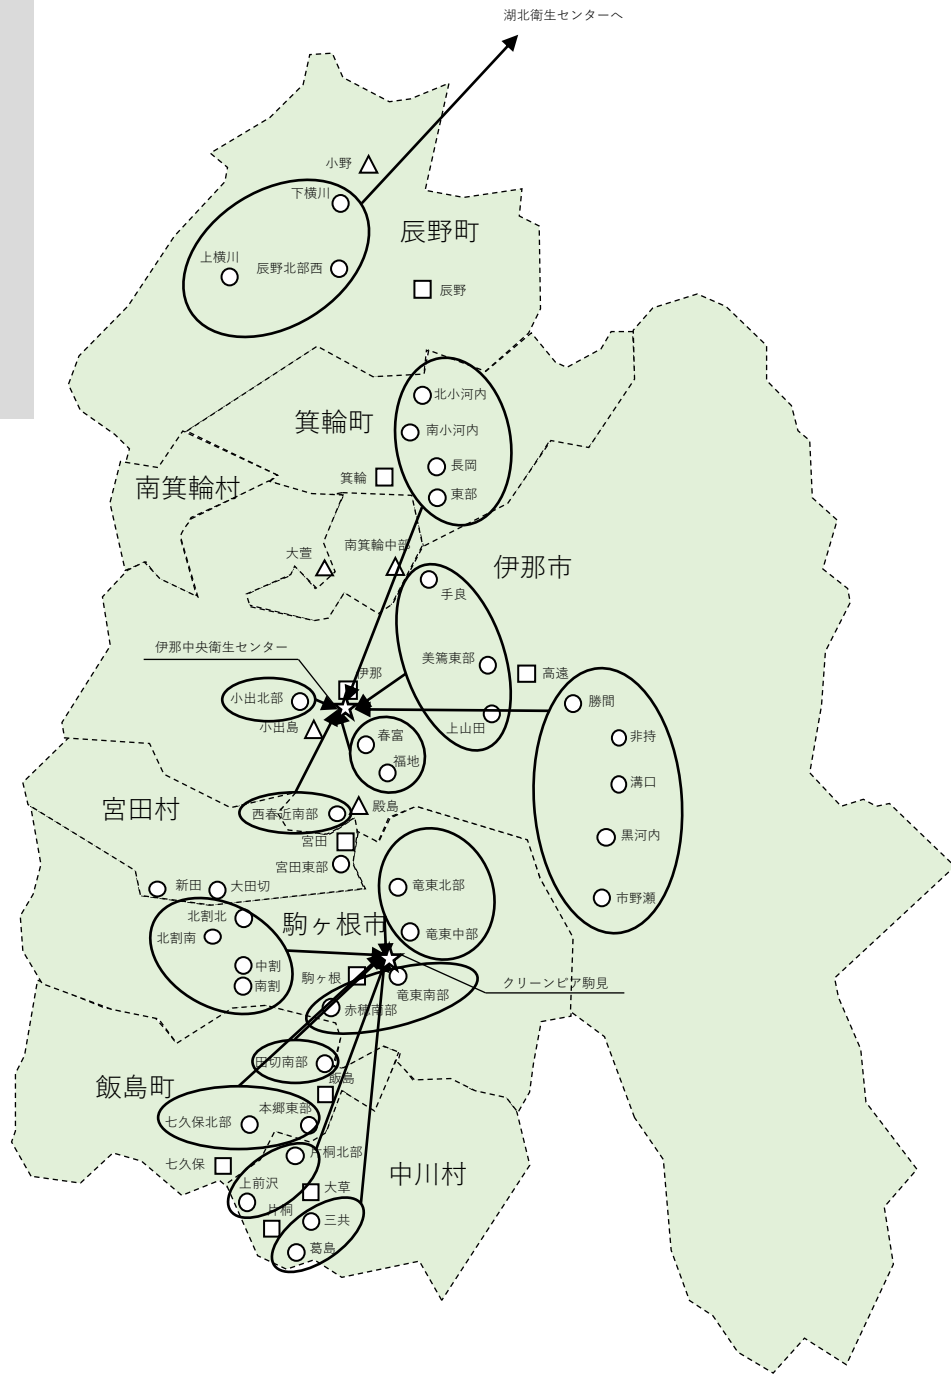 湖北衛生センターへ
小野
下横川
辰野町
上横川
辰野北部西
辰野
北小河内
箕輪町
南小河内
長岡
箕輪
南箕輪村
東部
大萱
南箕輪中部
伊那市
手良
伊那中央衛生センター
美篶東部
伊那
高遠
小出北部
勝間
小出島
上山田
春富
非持
福地
溝口
宮田村
殿島
西春近南部
宮田
黒河内
宮田東部
新田
大田切
竜東北部
市野瀬
北割北
駒ヶ根市
北割南
竜東中部
中割
駒ヶ根
南割
クリーンピア駒見
竜東南部
赤穂南部
田切南部
飯島
飯島町
本郷東部
七久保北部
片桐北部
七久保
中川村
上前沢
大草
片桐
三共
葛島